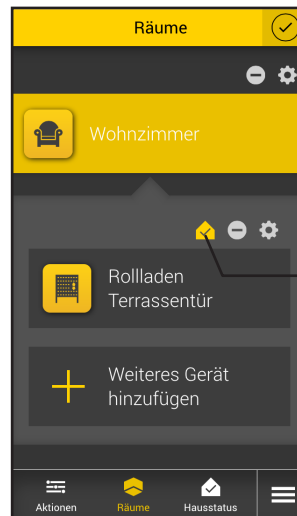 Räume
Wohnzimmer
Rollladen
Terrassentür
Weiteres Gerät
hinzufügen
Aktionen
Räume
Hausstatus